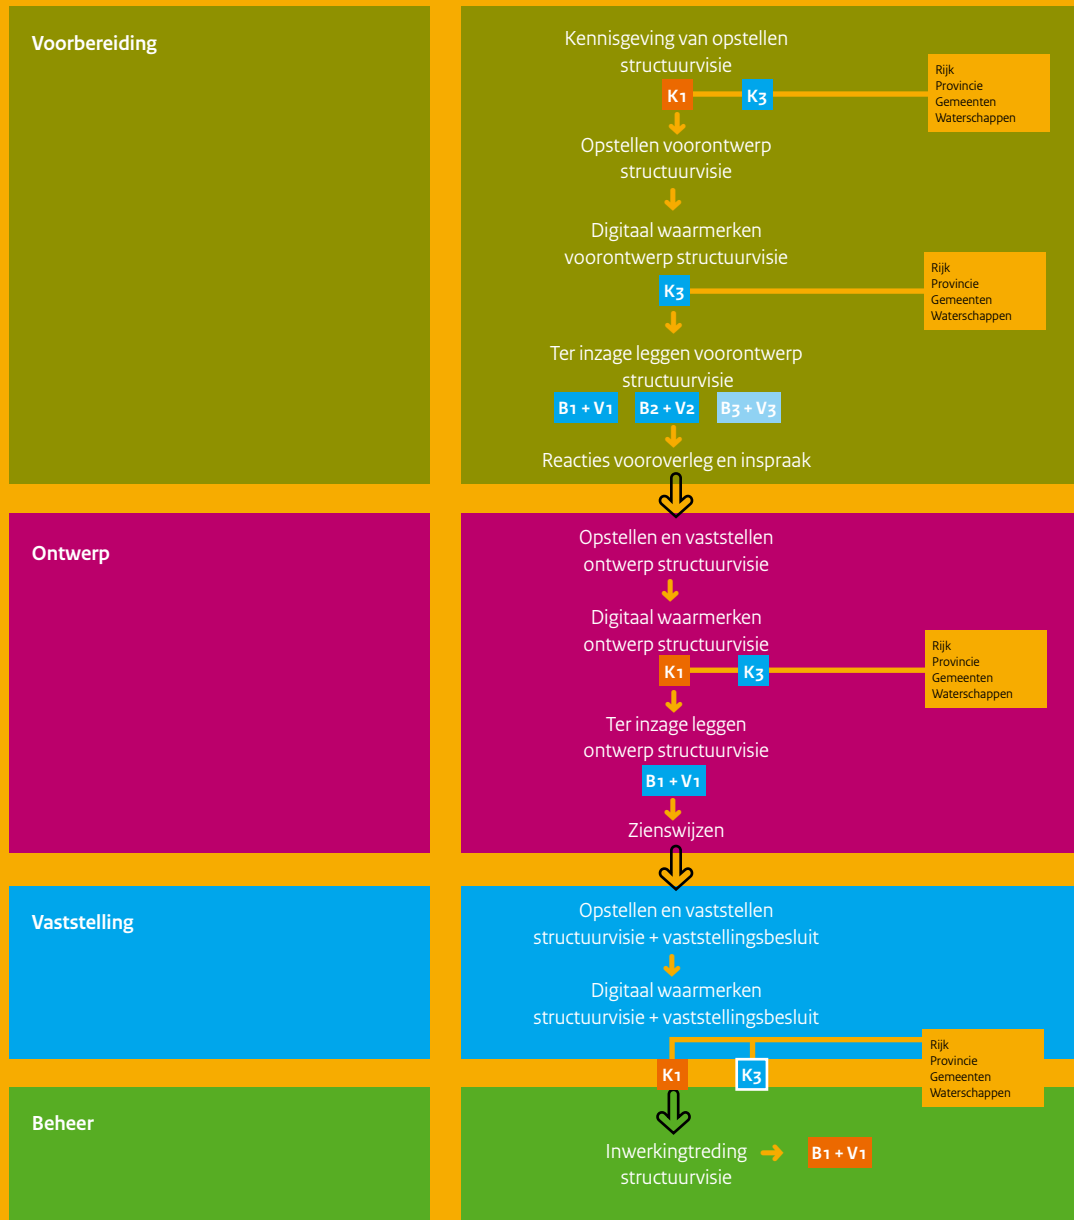 Voorbereiding
Kennisgeving van opstellen
structuurvisie
K1
K3
Rijk
Provincie
Gemeenten
Waterschappen
Opstellen voorontwerp
structuurvisie
Digitaal waarmerken
voorontwerp structuurvisie
K3
Rijk
Provincie
Gemeenten
Waterschappen
Ter inzage leggen voorontwerp
structuurvisie
B1 + V1
B2 + V2
B3 + V3
Reacties vooroverleg en inspraak
Ontwerp
Opstellen en vaststellen
ontwerp structuurvisie
Digitaal waarmerken
ontwerp structuurvisie
K1
K3
Rijk
Provincie
Gemeenten
Waterschappen
Ter inzage leggen
ontwerp structuurvisie
B1 + V1
Zienswijzen
Vaststelling
Opstellen en vaststellen
structuurvisie + vaststellingsbesluit
Digitaal waarmerken
structuurvisie + vaststellingsbesluit
K1
K3
Rijk
Provincie
Gemeenten
Waterschappen
Beheer
Inwerkingtreding
structuurvisie
B1 + V1